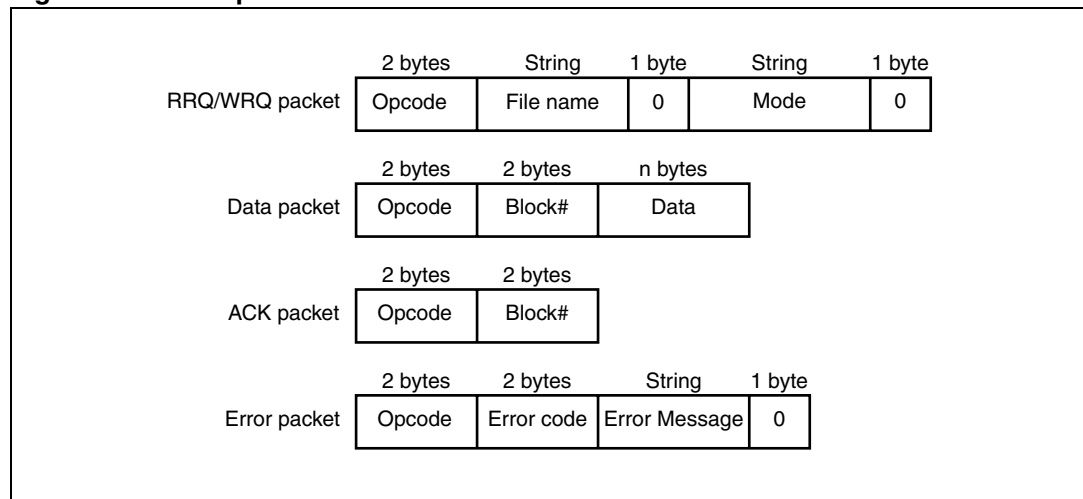 2 bytes String 1 byte String 1 byte
RRQ/WRQ packet Opcode File name 0 Mode 0
2 bytes 2 bytes n bytes
Data packet Opcode Block# Data
2 bytes 2 bytes
ACK packet Opcode Block#
2 bytes 2 bytes String 1 byte
Error packet Opcode Error code Error Message 0